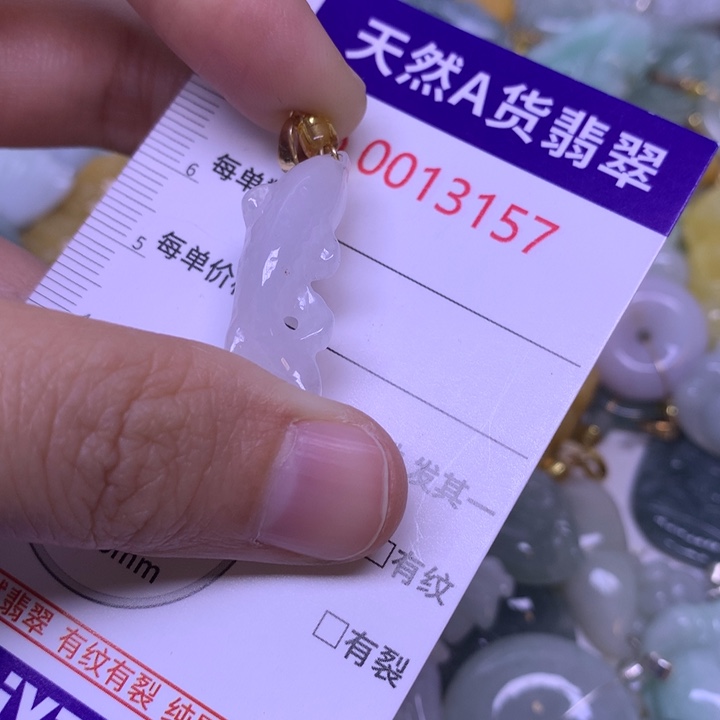 天然A货翡翠
0013157
6 每单
5 每单价
发其一
mm
□有纹
□有裂
翡翠 有纹有裂